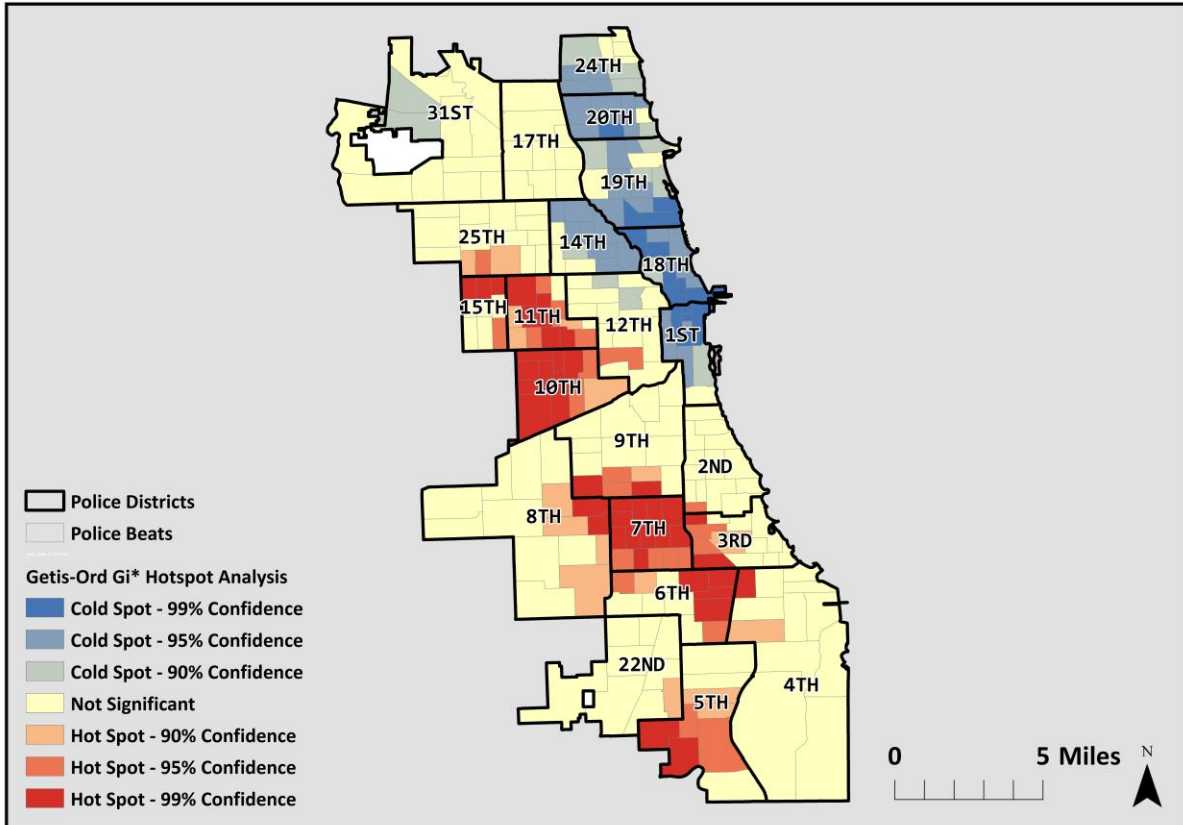 24TH
20TH
31ST
17TH
19TH
25TH
14TH
18TH
15TH
11TH
12TH
1ST
10TH
9TH
2ND
8TH
7TH
3RD
6TH
22ND
5TH
4TH
Police Districts
Police Beats
Getis-Ord Gi* Hotspot Analysis
Cold Spot - 99% Confidence
Cold Spot - 95% Confidence
Cold Spot - 90% Confidence
Not Significant
Hot Spot - 90% Confidence
Hot Spot - 95% Confidence
Hot Spot - 99% Confidence
0 5 Miles
N